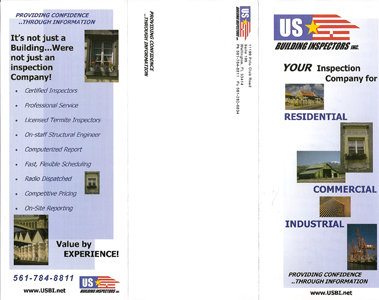 PROVIDING CONFIDENCE
..THROUGH INFORMATION
It's not just a
Building...Were
not just an
inspection
Company!
• Certified Inspectors
• Professional Service
• Licensed Termite Inspectors
• On-staff Structural Engineer
• Computerized Report
• Fast, Flexible Scheduling
• Radio Dispatched
• Competitive Pricing
• On-Site Reporting
Value by
EXPERIENCE!
561-784-8811
www.USBI.net
US
BUILDING INSPECTORS INC.
PROVIDING CONFIDENCE
..THROUGH INFORMATION
US
BUILDING INSPECTORS INC.
US
BUILDING INSPECTORS INC.
YOUR Inspection
Company for
RESIDENTIAL
COMMERCIAL
INDUSTRIAL
PROVIDING CONFIDENCE
..THROUGH INFORMATION
www.USBI.net